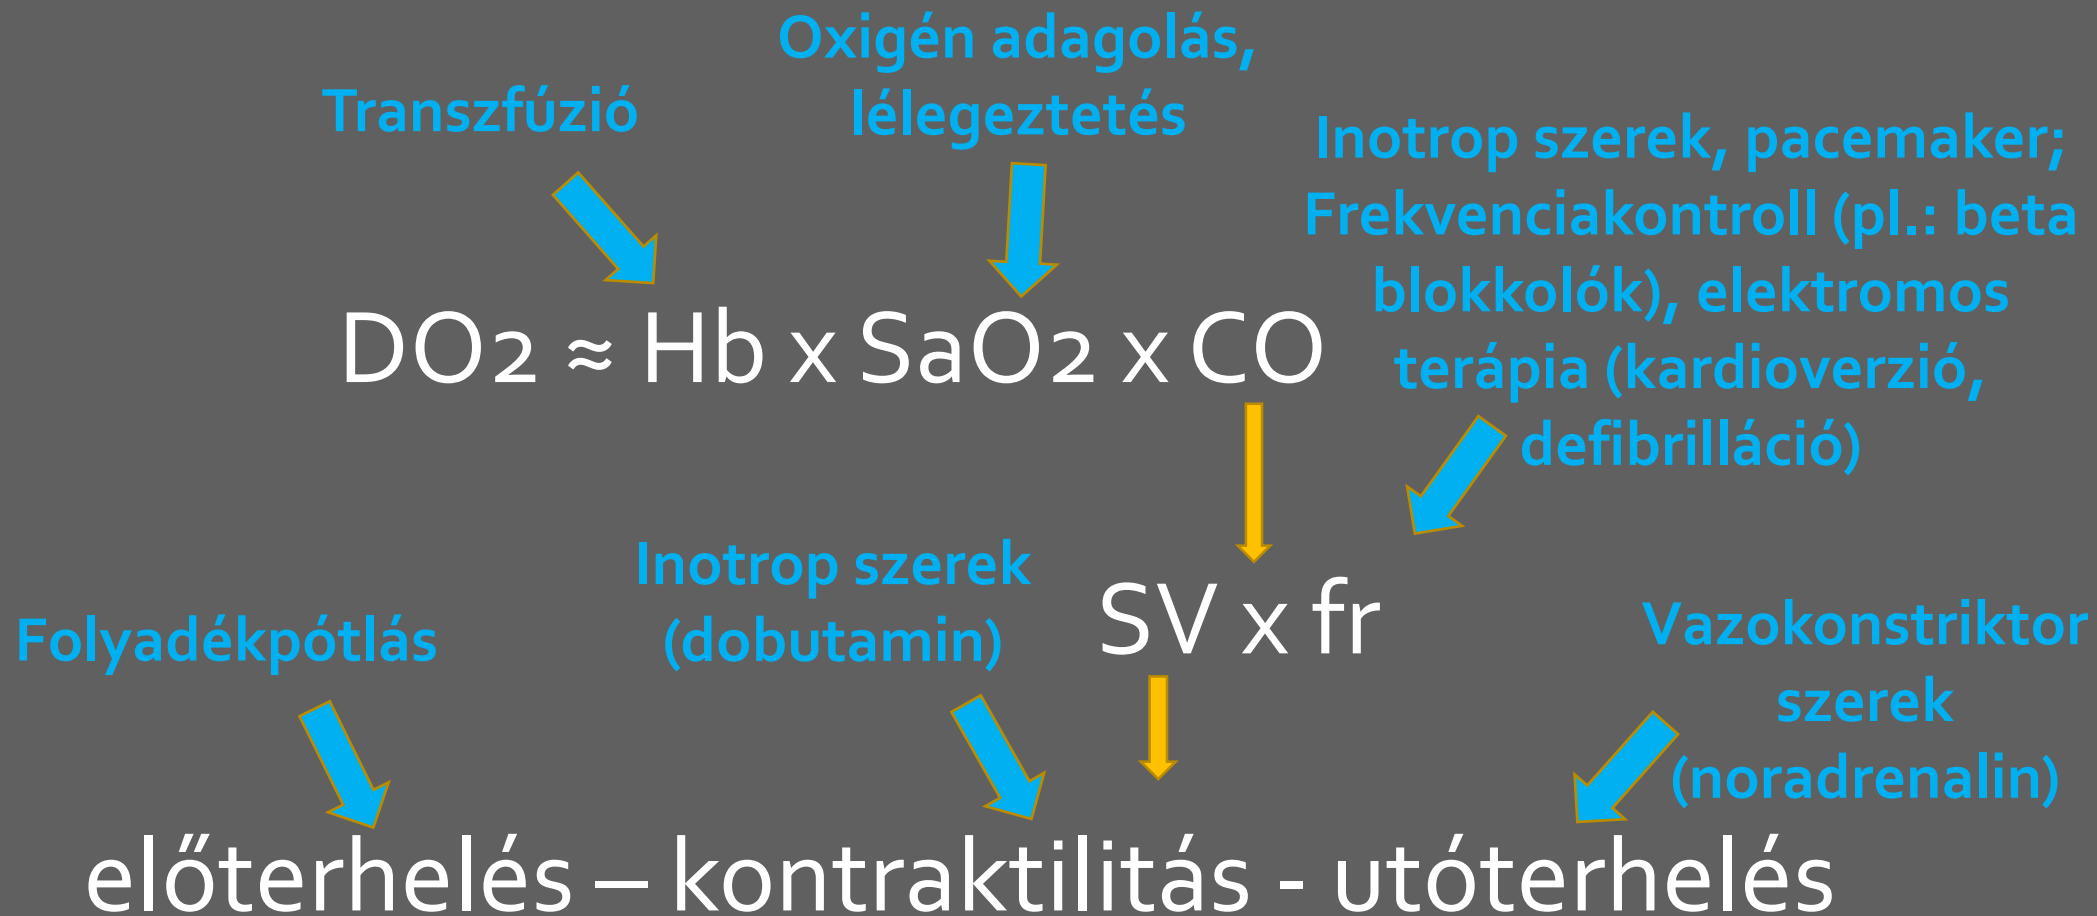 Oxigén adagolás,
lélegeztetés
Transzfúzió
Inotrop szerek, pacemaker;
Frekvenciakontroll (pl.: beta
blokkolók), elektromos
terápia (kardioverzió,
defibrilláció)
DO2 ≈ Hb x SaO2 x CO
Inotrop szerek
(dobutamin)
SV x fr
Folyadékpótlás
Vazokonstriktor
szerek
(noradrenalin)
előterhelés – kontraktilitás - utóterhelés